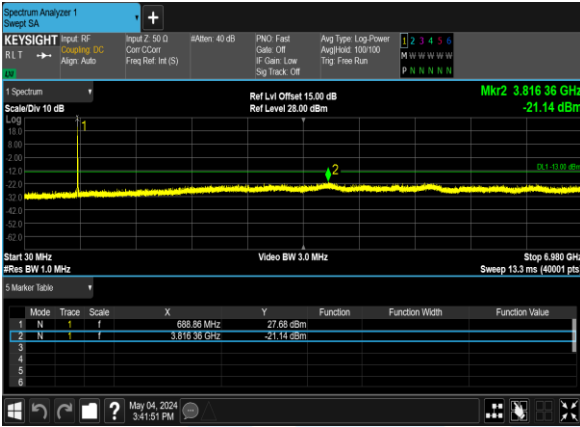 Spectrum Analyzer 1
Swept SA
+
KEYSIGHT Input: RF Input Z: 50 Ω #Atten: 40 dB PNO: Fast Avg Type: Log-Power 1 2 3 4 5 6
RLT Coupling: DC Corr CCorr Gate: Off Avg|Hold: 100/100 M W W W W W
Align: Auto Freq Ref: Int (S) IF Gain: Low Trig: Free Run P N N N N N
Sig Track: Off
1 Spectrum
Ref Lvl Offset 15.00 dB Mkr2 3.816 36 GHz
Scale/Div 10 dB Ref Level 28.00 dBm -21.14 dBm
Log
18.0
8.00
-2.00
-12.0
-22.0
-32.0
-42.0
-52.0
-62.0
1
2
DL1 -13.00 dBm
Start 30 MHz Video BW 3.0 MHz Stop 6.980 GHz
#Res BW 1.0 MHz Sweep 13.3 ms (40001 pts
5 Marker Table
Mode Trace Scale X Y Function Function Width Function Value
1 N 1 f 688.86 MHz 27.68 dBm
2 N 1 f 3.816 36 GHz -21.14 dBm
3
4
5
6
? May 04, 2024
3:41:51 PM